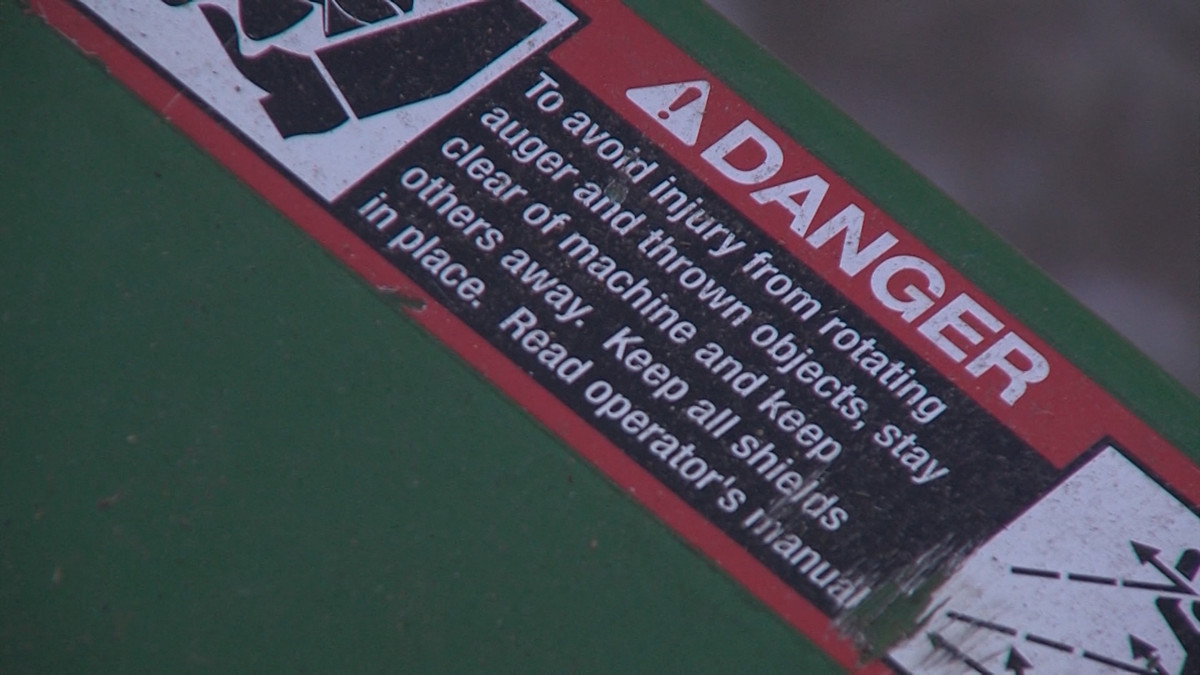 DANGER
To avoid injury from rotating
auger and thrown objects, stay
clear of machine and keep
others away. Keep all shields
in place. Read operator's manual